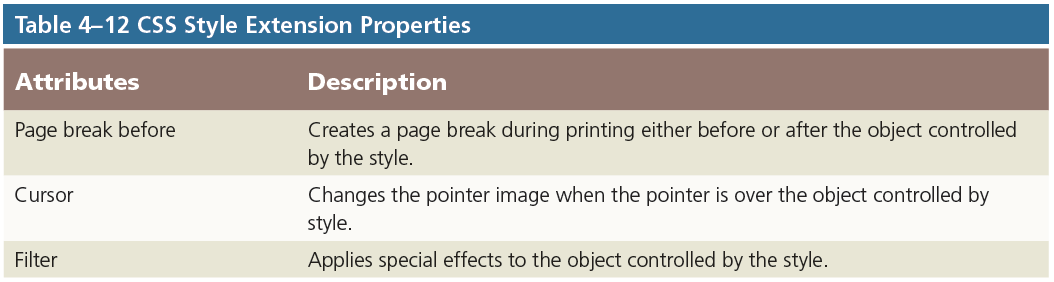 Table 4–12 CSS Style Extension Properties
Attributes Description
Page break before Creates a page break during printing either before or after the object controlled
by the style.
Cursor Changes the pointer image when the pointer is over the object controlled by
style.
Filter Applies special effects to the object controlled by the style.